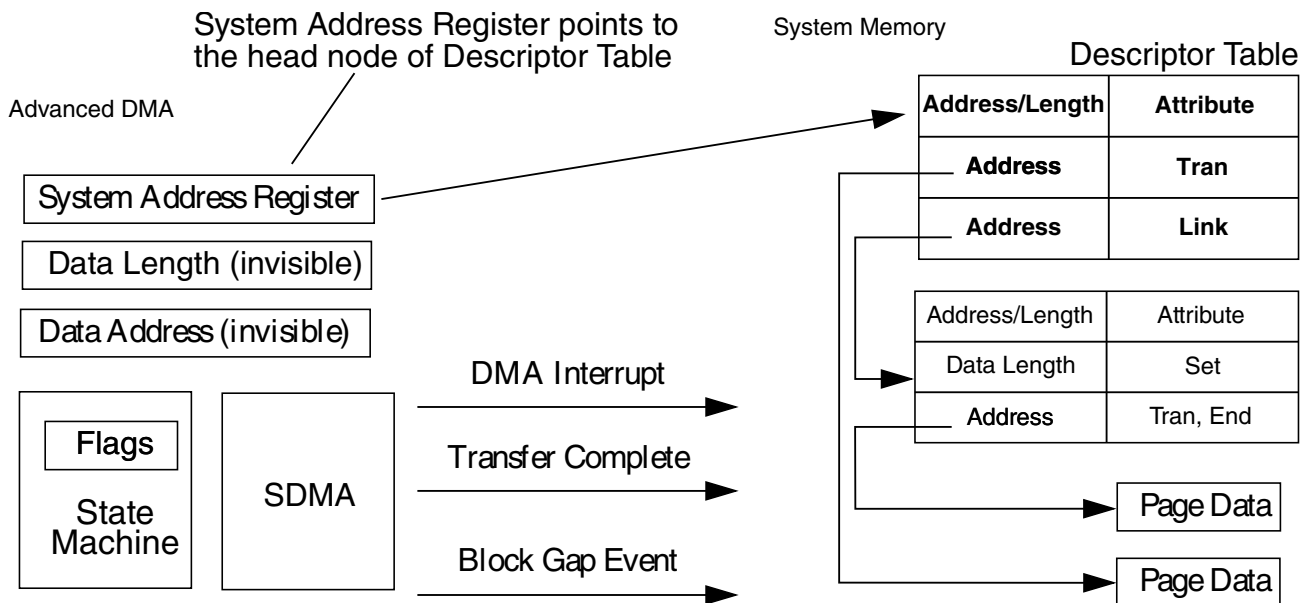 System Address Register points to
the head node of Descriptor Table
System Memory
Descriptor Table
Advanced DMA
Address/Length Attribute
Address Tran
Address Link
System Address Register
Data Length (invisible)
Data Address (invisible)
Address/Length Attribute
Data Length Set
Address Tran, End
DMA Interrupt
Flags
State
Machine
SDMA
Transfer Complete
Block Gap Event
Page Data
Page Data